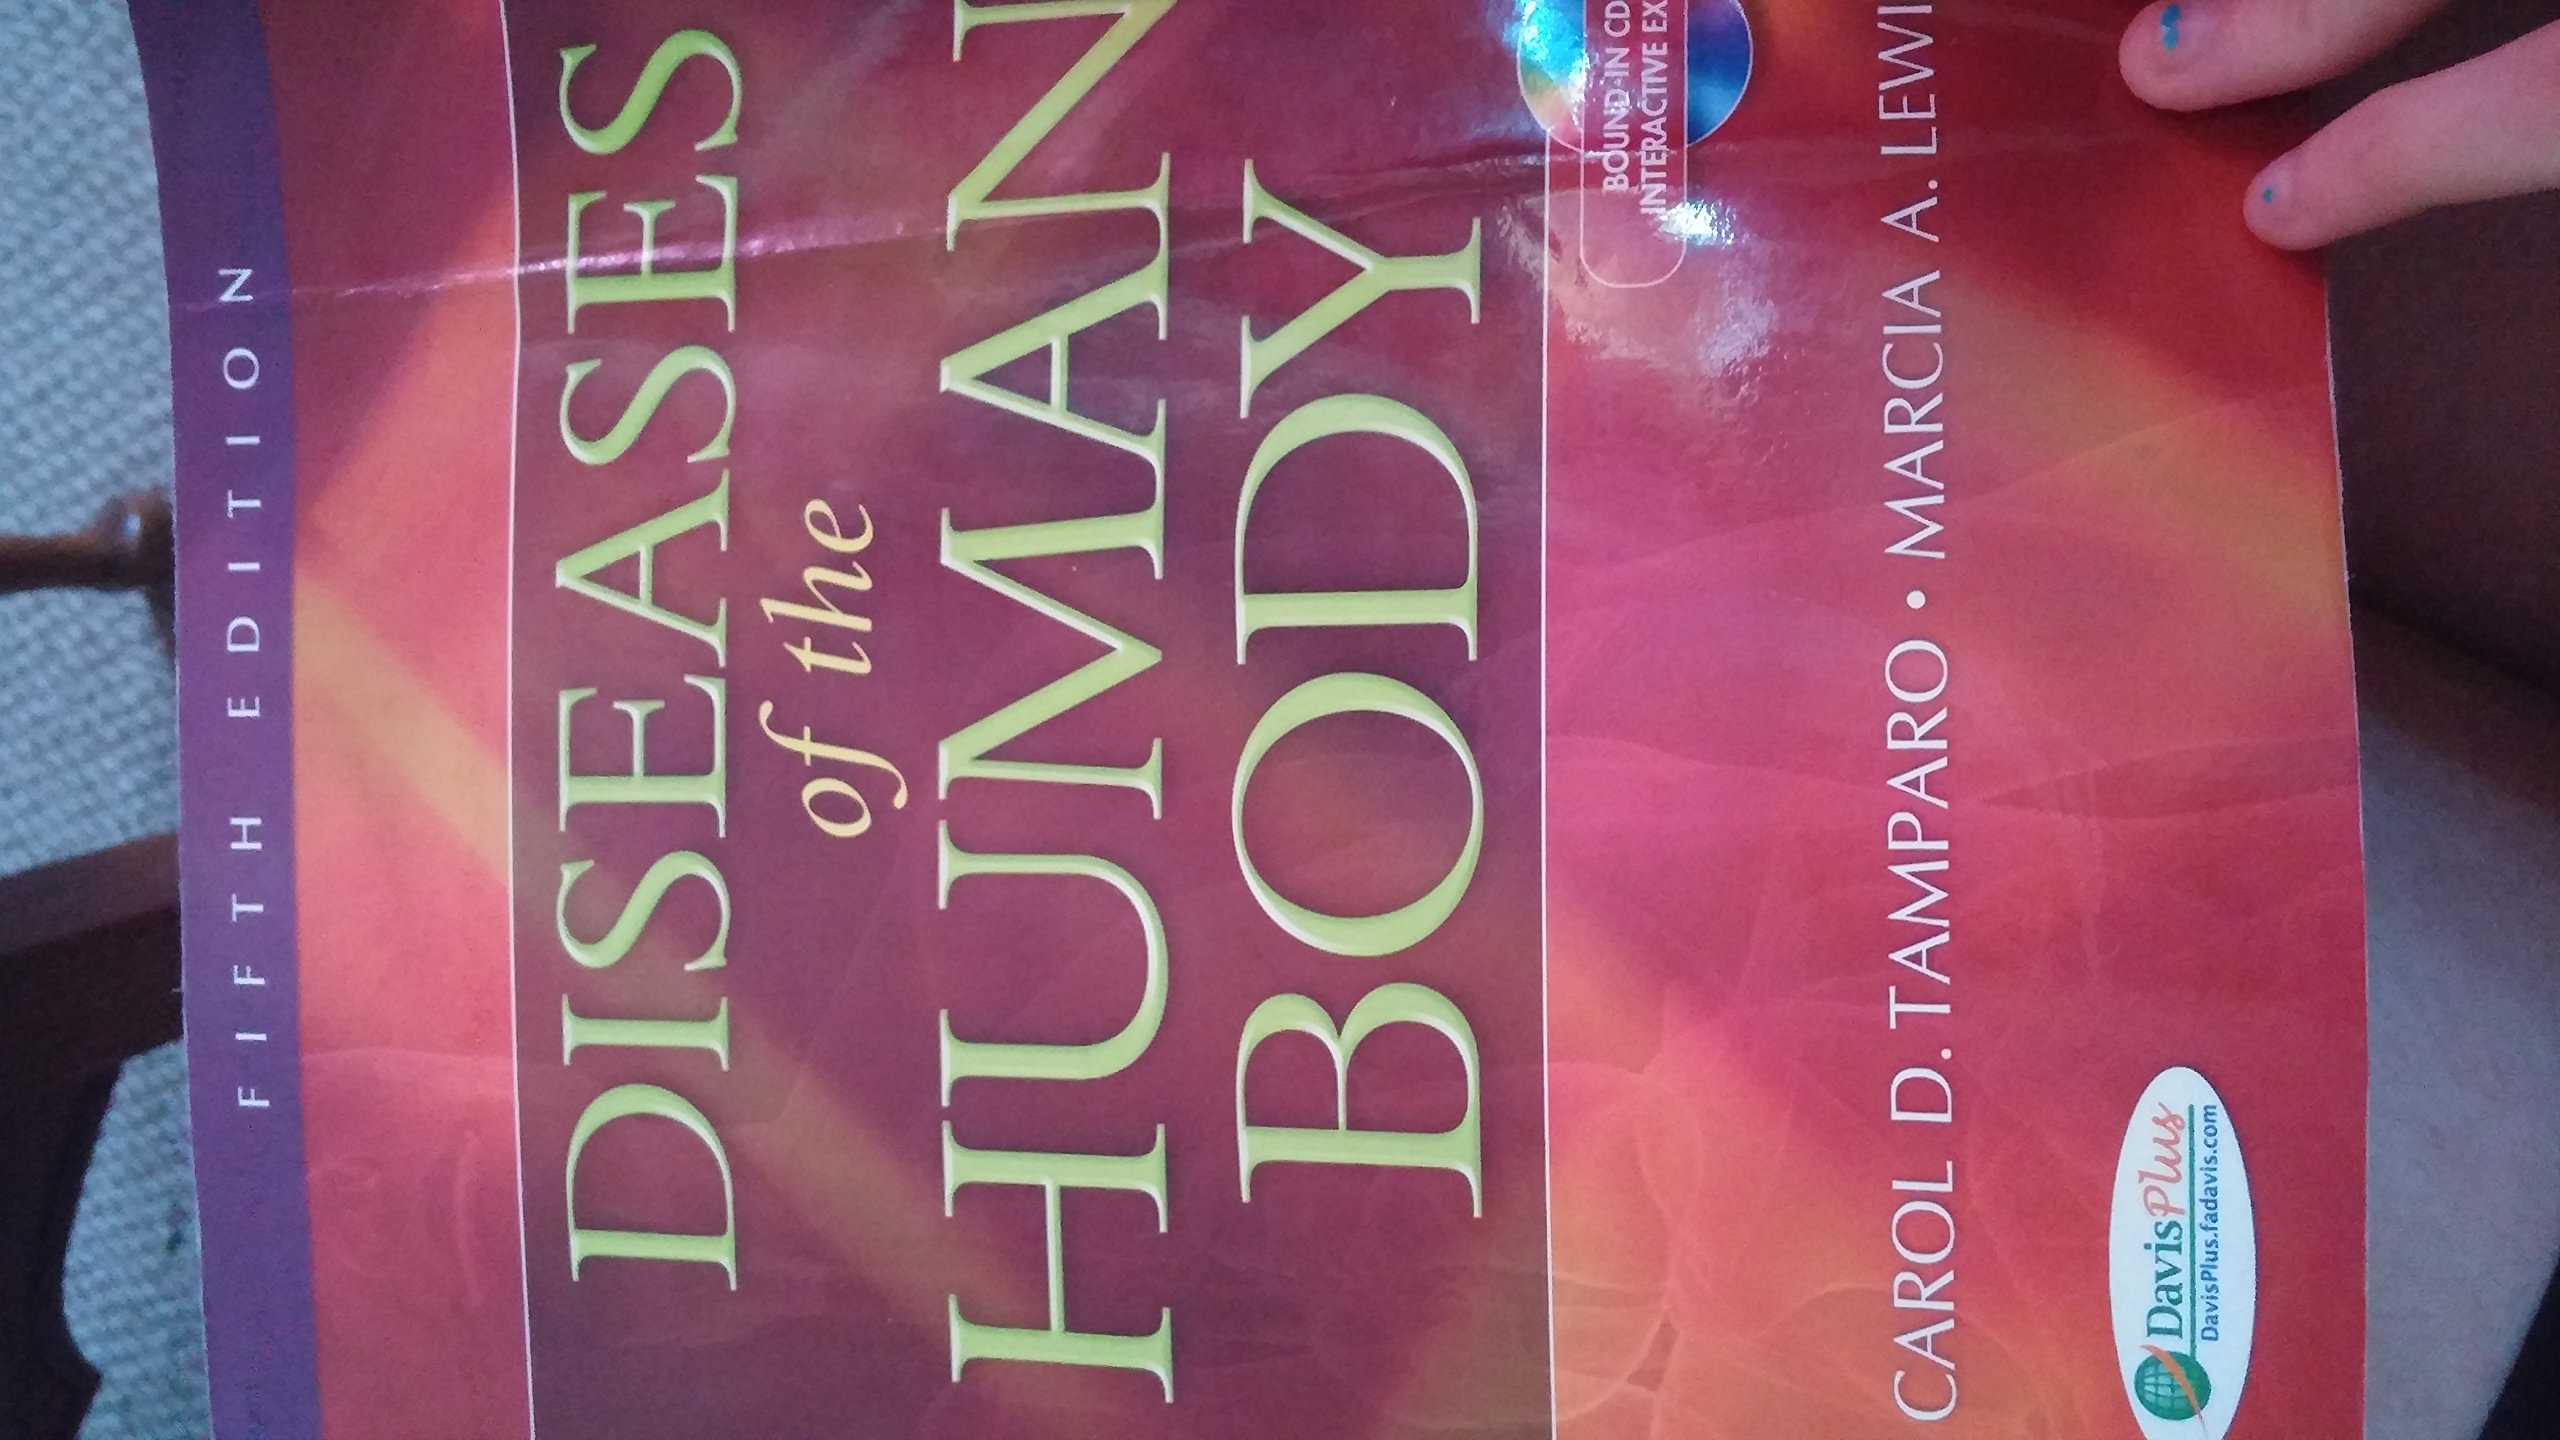 FIFTH EDITION
DISEASES
of the
HUMAN
BODY
BOUND-IN CD
INTERACTIVE EX
CAROL D. TAMPARO • MARCIA A. LEWI
DavisPlus
DavisPlus.fadavis.com